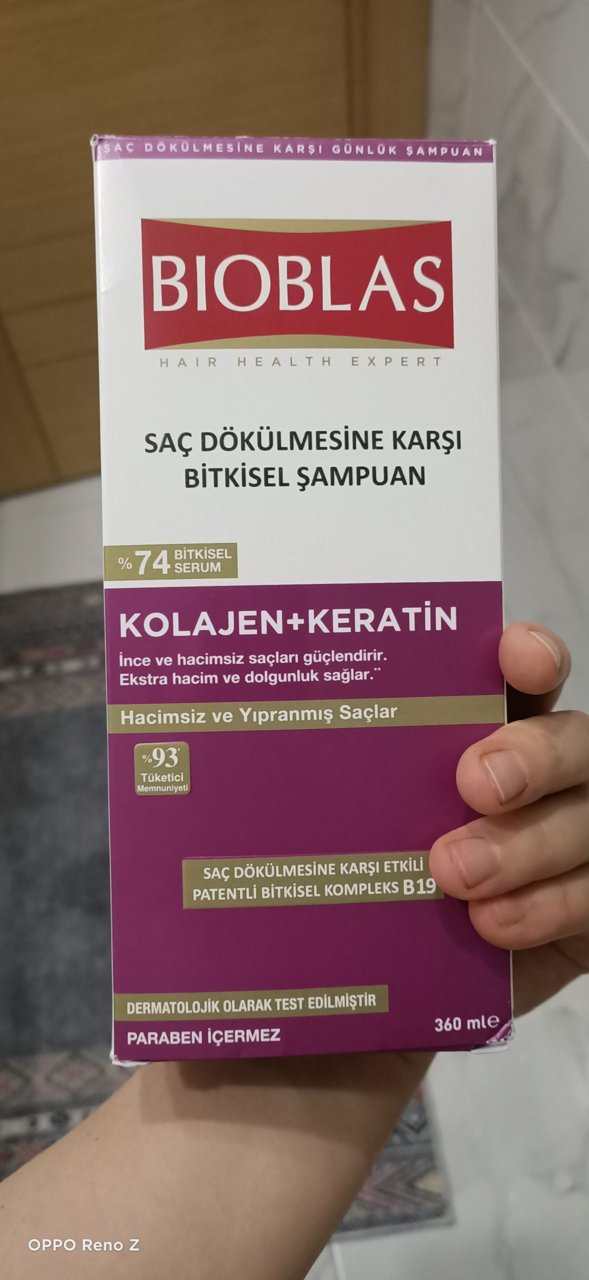 SAÇ DÖKÜLMESİNE KARŞI GÜNLÜK ŞAMPUAN
BIOBLAS
HAIR HEALTH EXPERT
SAÇ DÖKÜLMESİNE KARŞI
BİTKİSEL ŞAMPUAN
%74 BİTKİSEL
SERUM
KOLAJEN+KERATİN
İnce ve hacimsiz saçları güçlendirir.
Ekstra hacim ve dolgunluk sağlar.**
Hacimsiz ve Yıpranmış Saçlar
%93*
Tüketici
Memnuniyeti
SAÇ DÖKÜLMESİNE KARŞI ETKİLİ
PATENTLİ BİTKİSEL KOMPLEKS B19
DERMATOLOJİK OLARAK TEST EDİLMİŞTİR
PARABEN İÇERMEZ
360 ml℮
OPPO Reno Z